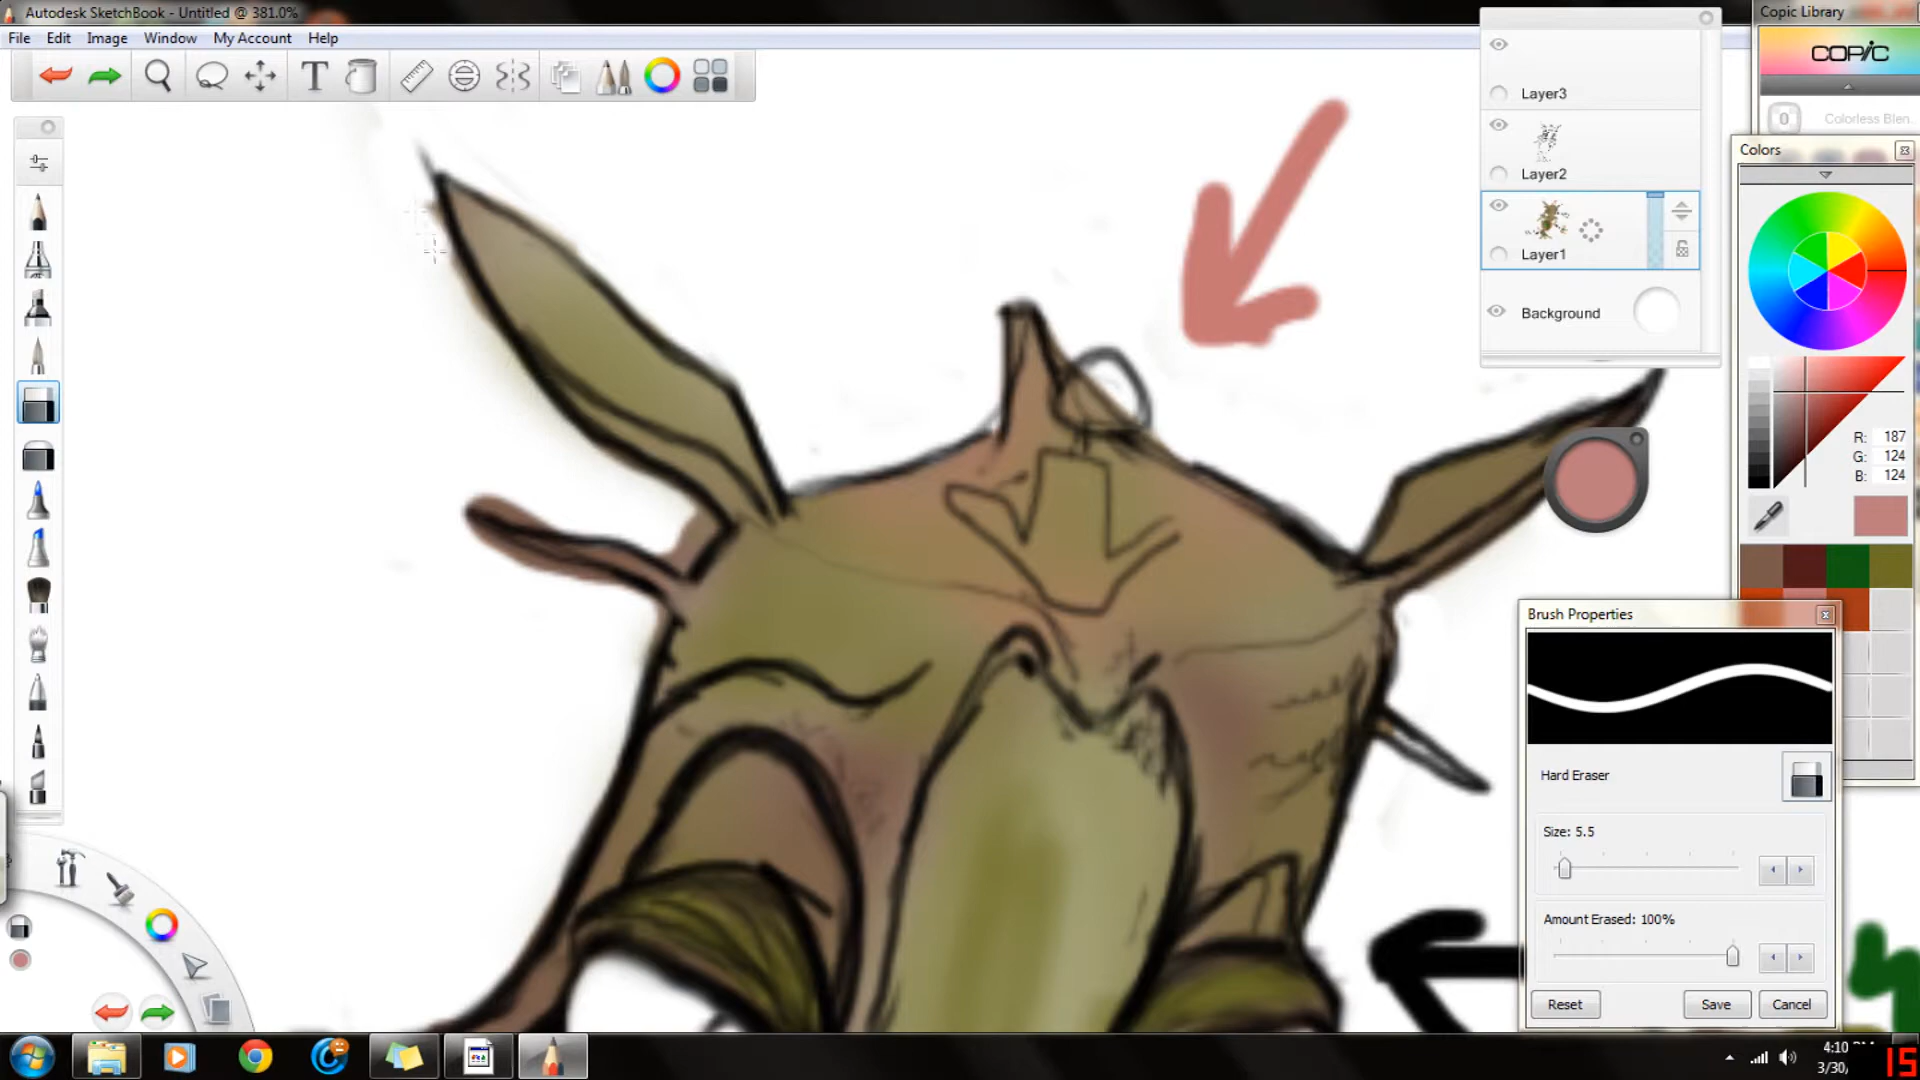 Autodesk SketchBook - Untitled @ 381.0%
Copic Library
File Edit Image Window My Account Help
COPIC
T
Layer3
0 Colorless Blen..
Layer2
Colors
Layer1
Background
R: 187
G: 124
B: 124
Brush Properties
Hard Eraser
Size: 5.5
Amount Erased: 100%
Reset Save Cancel
4:10
3/30/
15